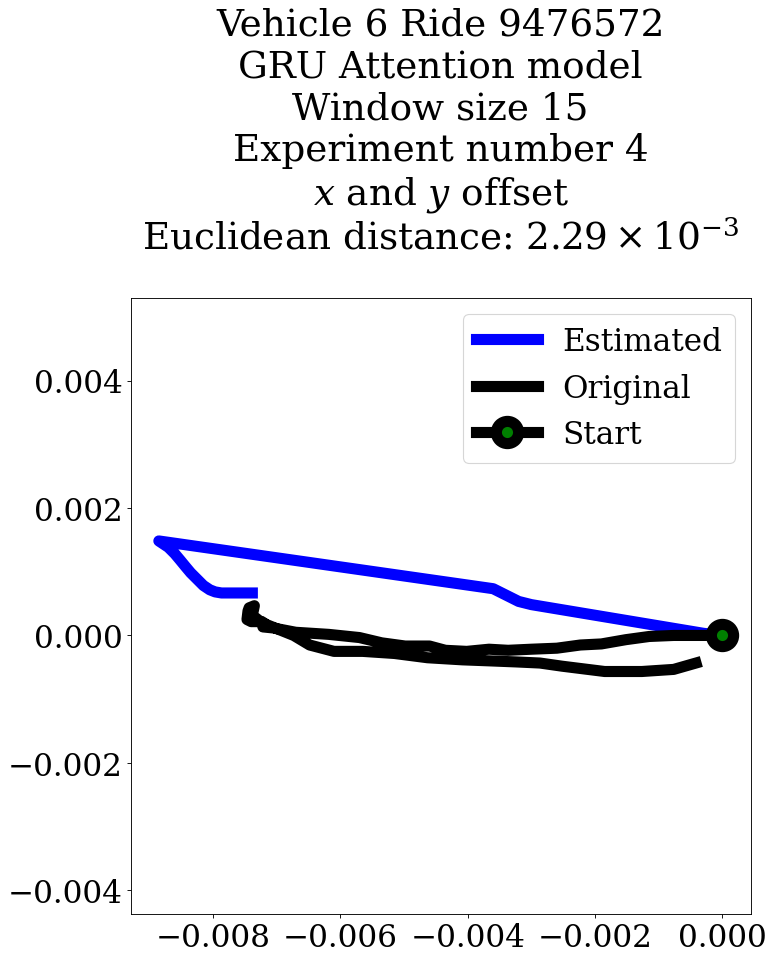 Vehicle 6 Ride 9476572
GRU Attention model
Window size 15
Experiment number 4
x and y offset
Euclidean distance: 2.29 × 10⁻³
Estimated
Original
Start
0.004
0.002
0.000
−0.002
−0.004
−0.008 −0.006 −0.004 −0.002 0.000